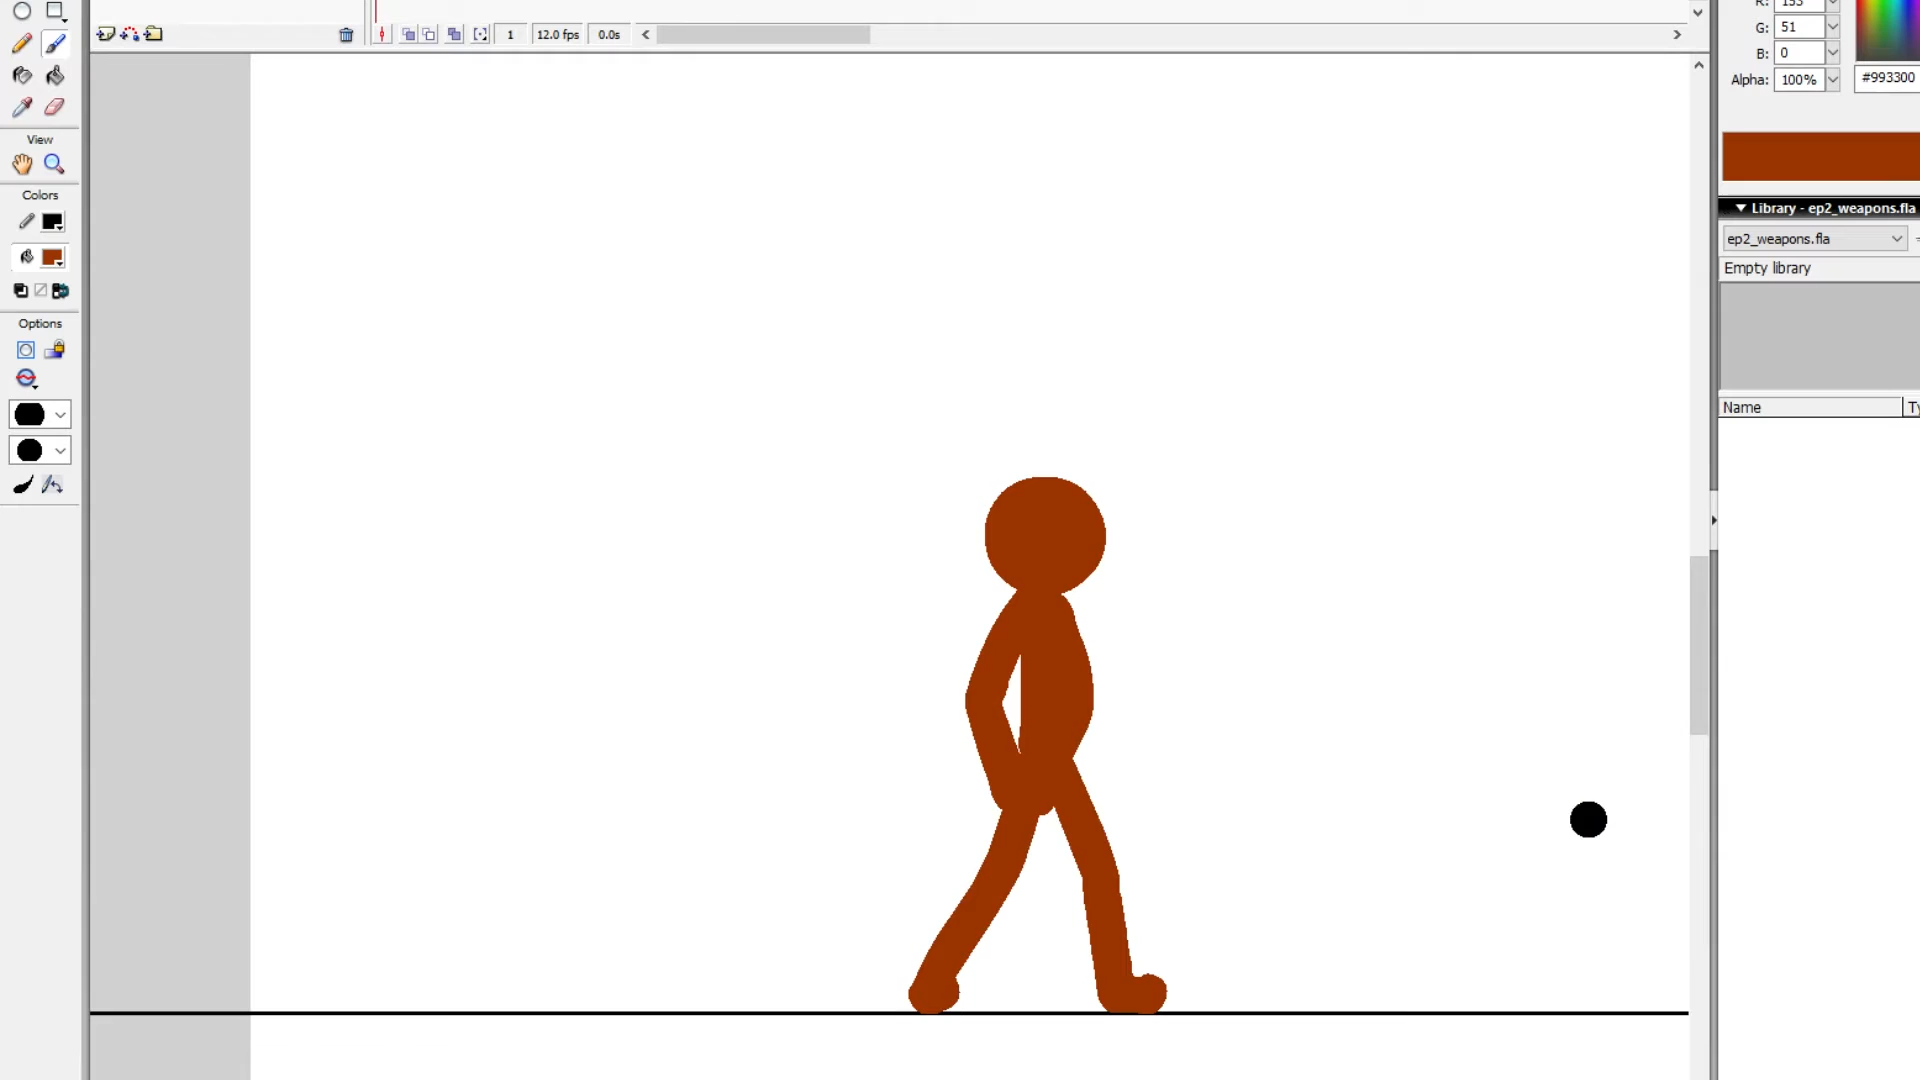 1
12.0 fps
0.0s
R: 153
G: 51
B: 0
Alpha: 100%
#993300
View
Colors
Options
Library - ep2_weapons.fla
ep2_weapons.fla
Empty library
Name